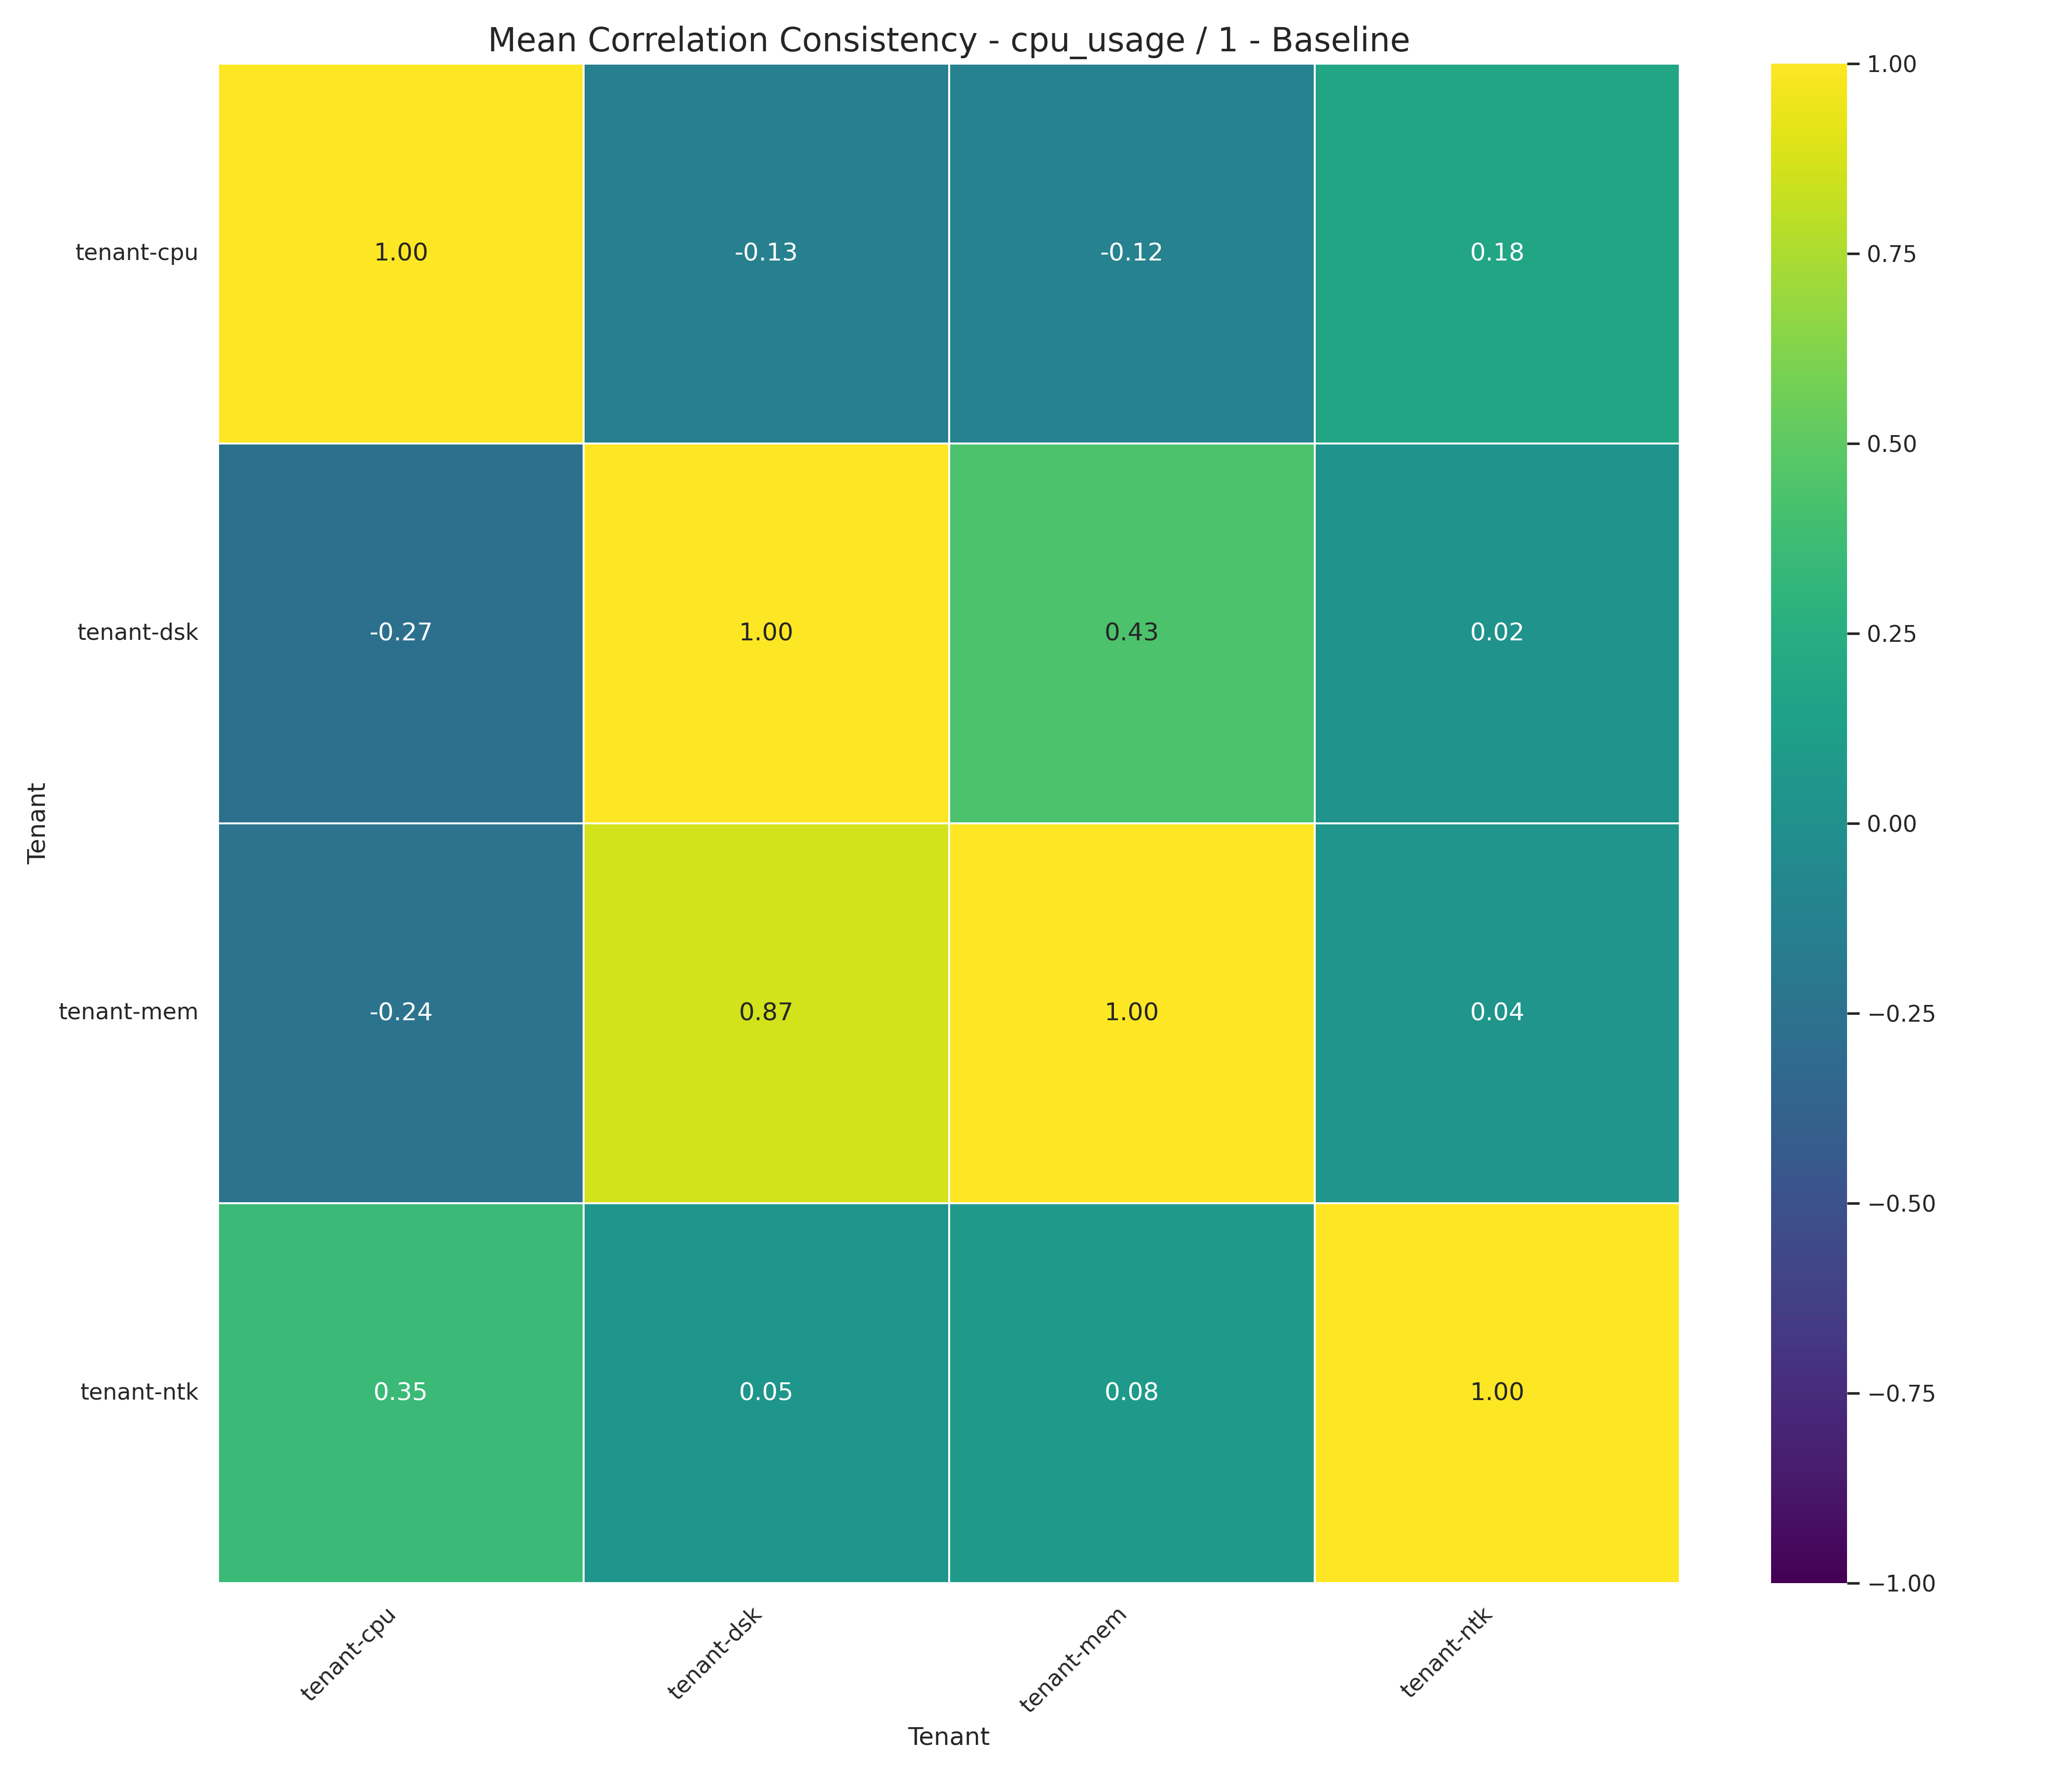 Mean Correlation Consistency - cpu_usage / 1 - Baseline
tenant-cpu 1.00 -0.13 -0.12 0.18
tenant-dsk -0.27 1.00 0.43 0.02
tenant-mem -0.24 0.87 1.00 0.04
tenant-ntk 0.35 0.05 0.08 1.00
Tenant
tenant-cpu tenant-dsk tenant-mem tenant-ntk
Tenant
1.00
0.75
0.50
0.25
0.00
−0.25
−0.50
−0.75
−1.00